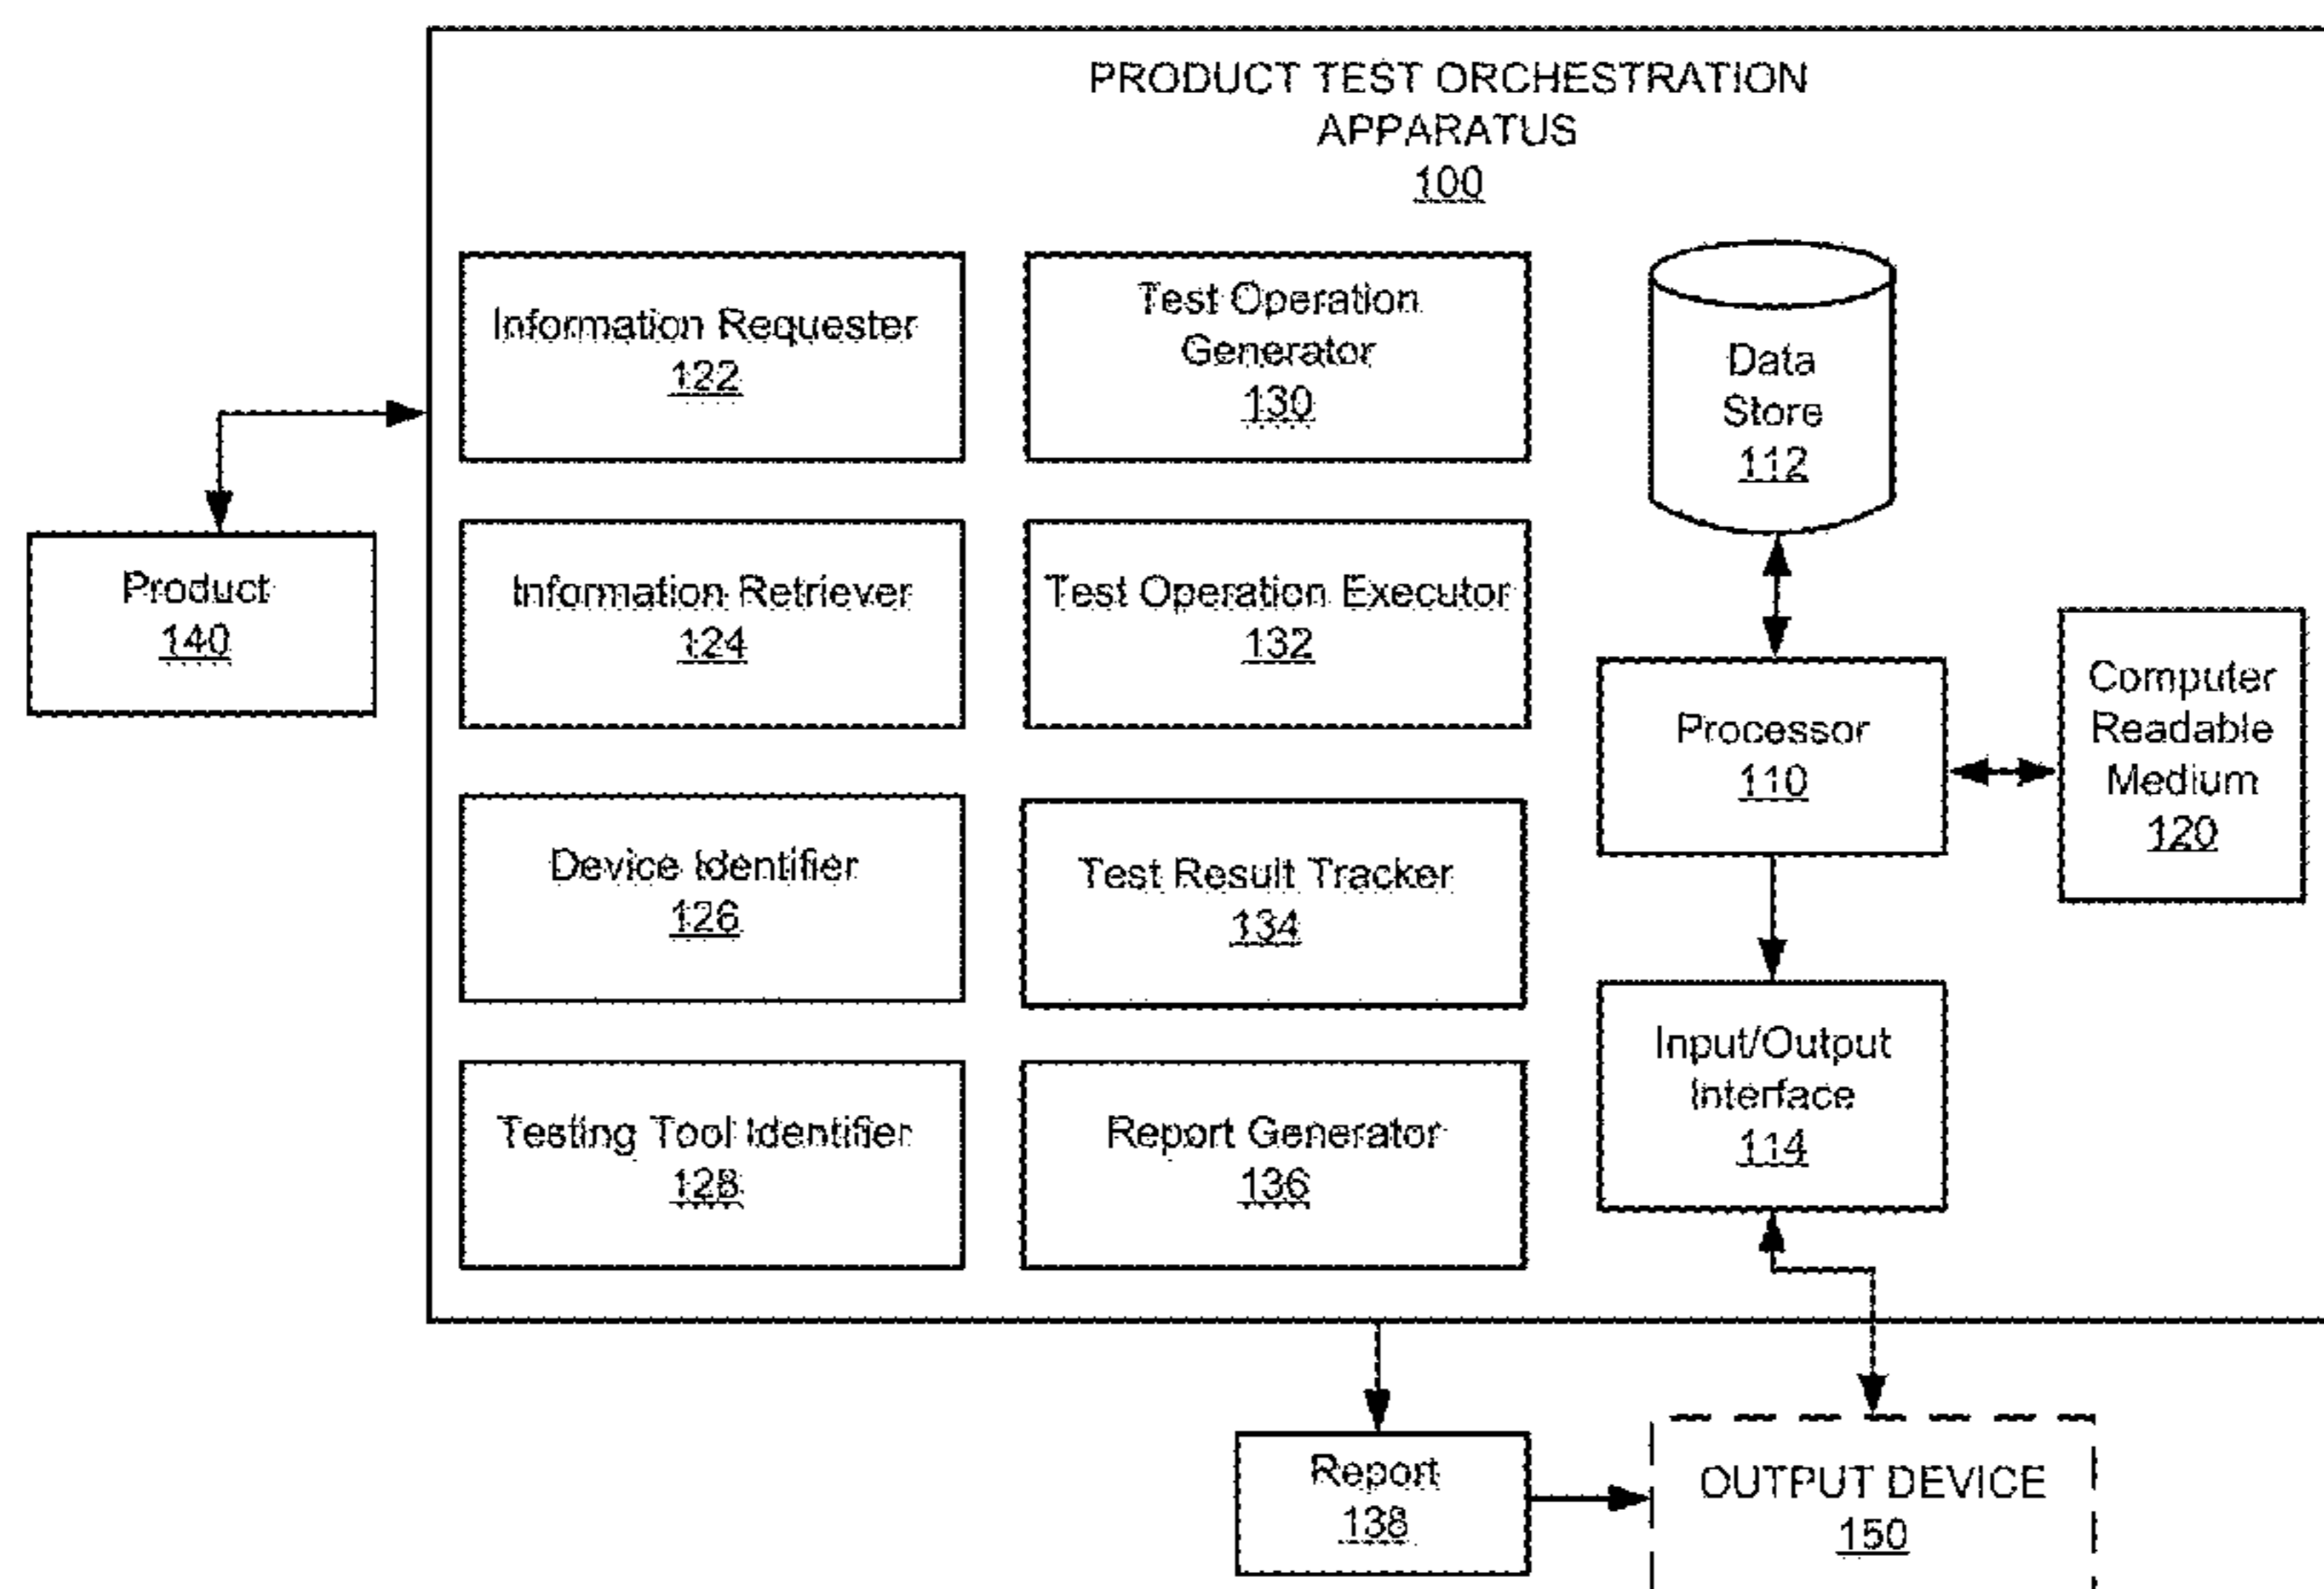 PRODUCT TEST ORCHESTRATION
APPARATUS
100
Information Requester
122
Test Operation
Generator
130
Data
Store
112
Product
140
Information Retriever
124
Test Operation Executor
132
Processor
110
Computer
Readable
Medium
120
Device Identifier
126
Test Result Tracker
134
Input/Output
Interface
114
Testing Tool Identifier
128
Report Generator
136
Report
138
OUTPUT DEVICE
150